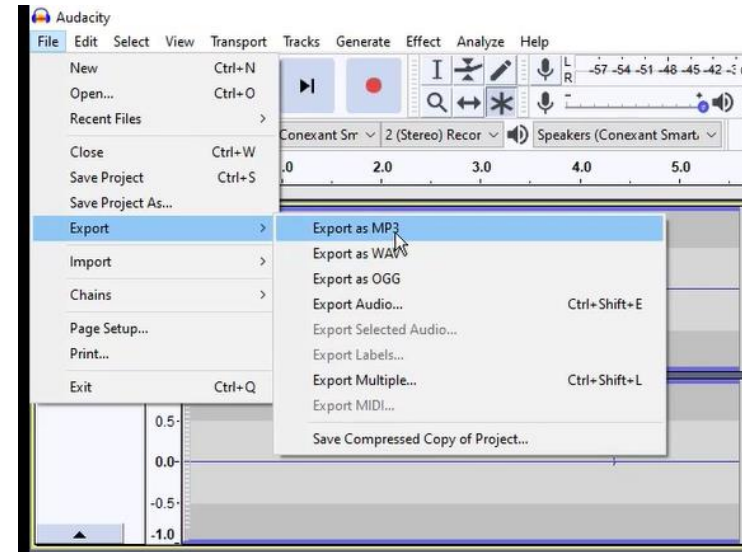 Audacity
File Edit Select View Transport Tracks Generate Effect Analyze Help
New Ctrl+N
Open... Ctrl+O
Recent Files >
Close Ctrl+W
Save Project Ctrl+S
Save Project As...
Export >
Import >
Chains >
Page Setup...
Print...
Exit Ctrl+Q
L
R -57 -54 -51 -48 -45 -42
Conexant Sm 2 (Stereo) Recor Speakers (Conexant Smart
.0 2.0 3.0 4.0 5.0
Export as MP3
Export as WAV
Export as OGG
Export Audio... Ctrl+Shift+E
Export Selected Audio...
Export Labels...
Export Multiple... Ctrl+Shift+L
Export MIDI...
Save Compressed Copy of Project...
0.5
0.0
-0.5
-1.0